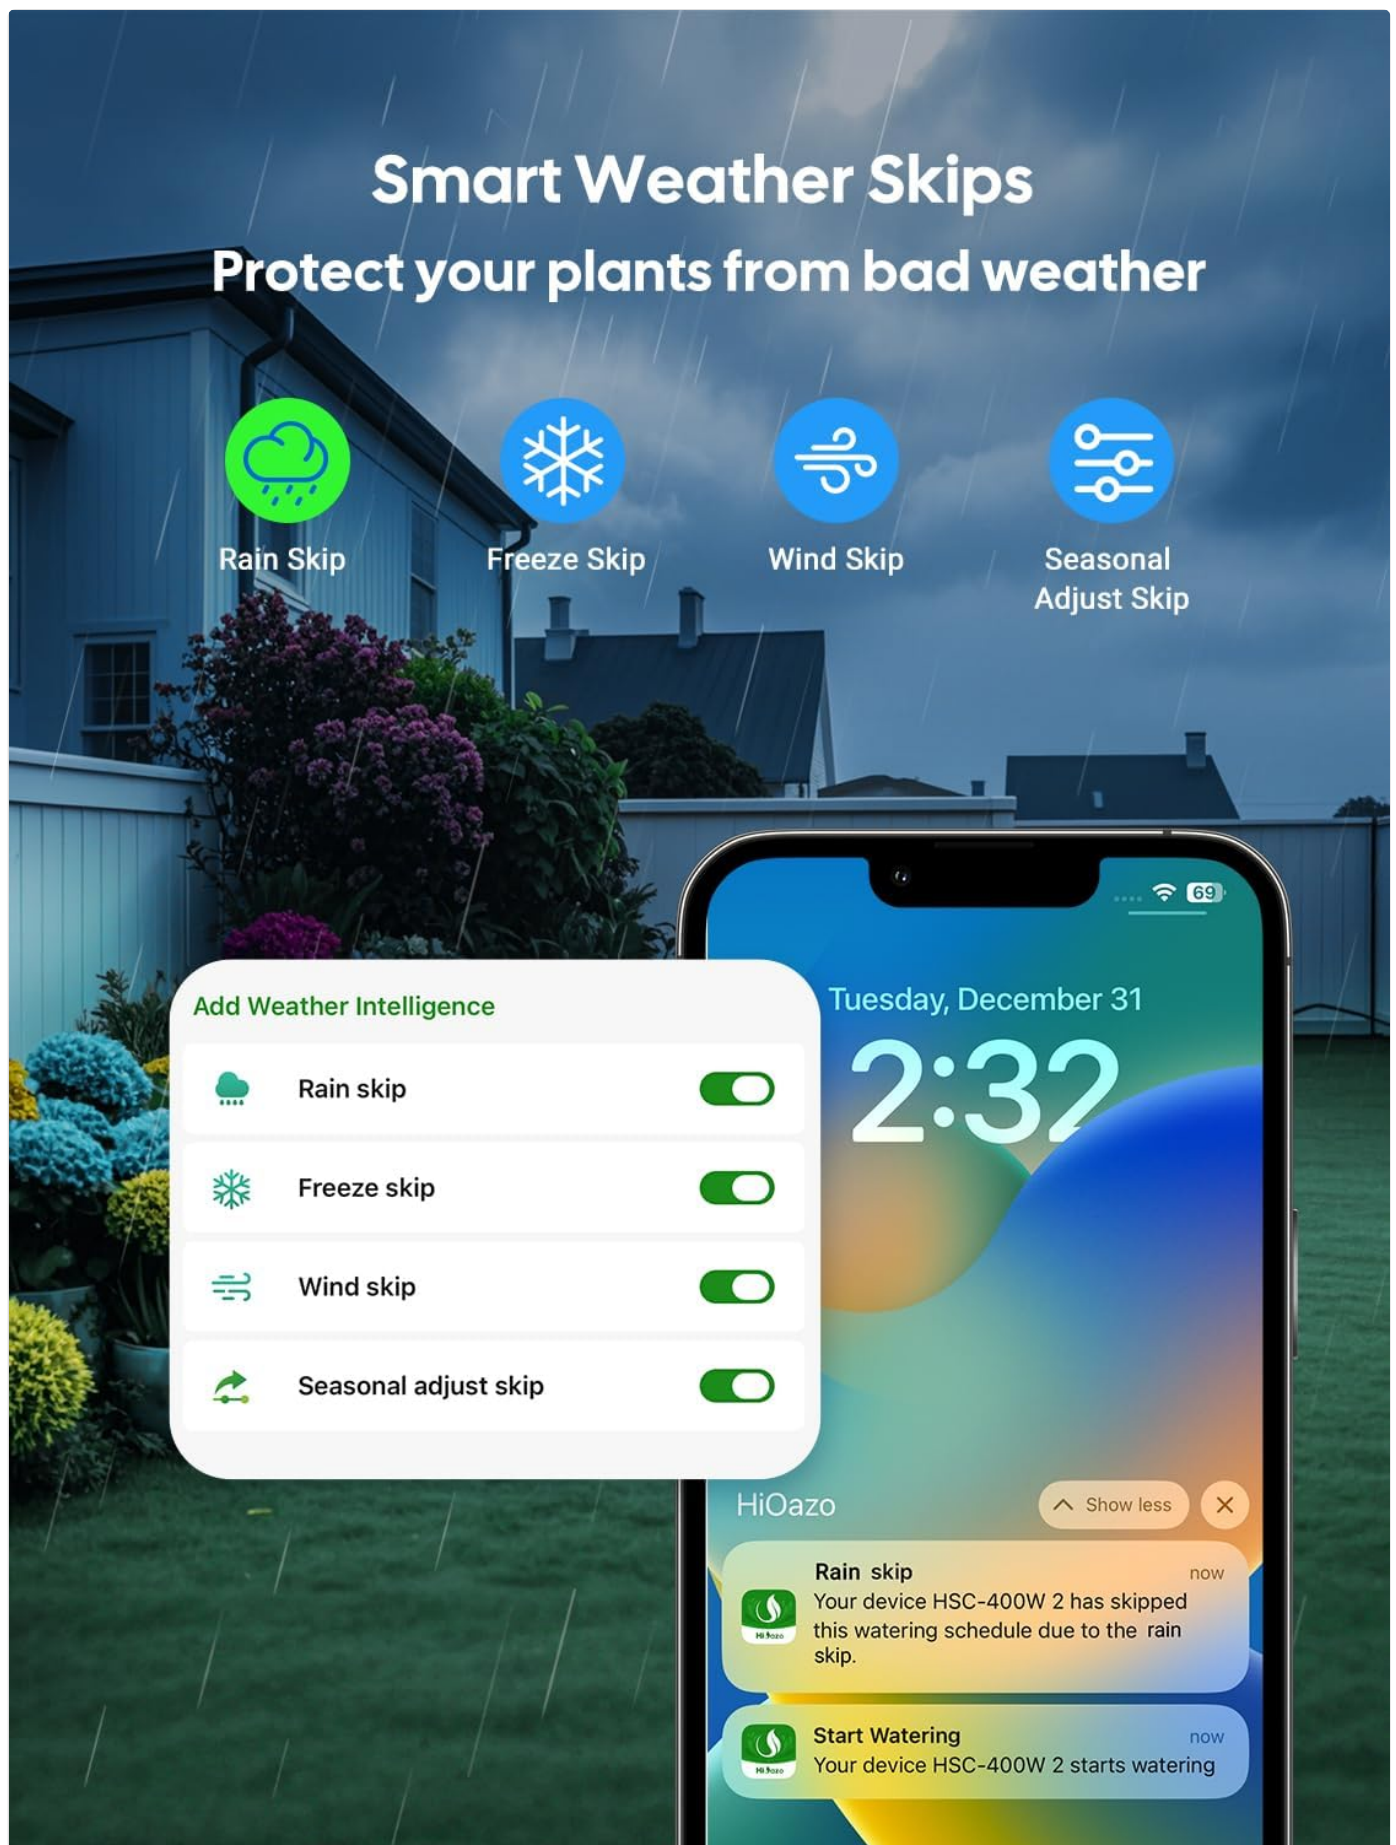 Smart Weather Skips
Protect your plants from bad weather
Rain Skip
Freeze Skip
Wind Skip
Seasonal
Adjust Skip
69
Tuesday, December 31
2:32
Add Weather Intelligence
Rain skip
Freeze skip
Wind skip
Seasonal adjust skip
HiOazo
Show less
Rain skip
now
Your device HSC-400W 2 has skipped
this watering schedule due to the rain
skip.
Start Watering
now
Your device HSC-400W 2 starts watering